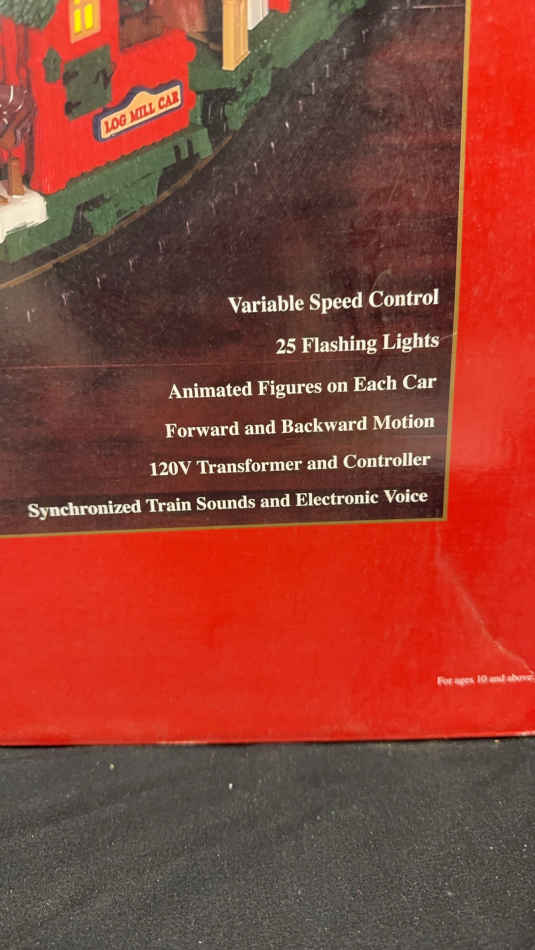 LOG MILL CAR
Variable Speed Control
25 Flashing Lights
Animated Figures on Each Car
Forward and Backward Motion
120V Transformer and Controller
Synchronized Train Sounds and Electronic Voice
For ages 10 and above.